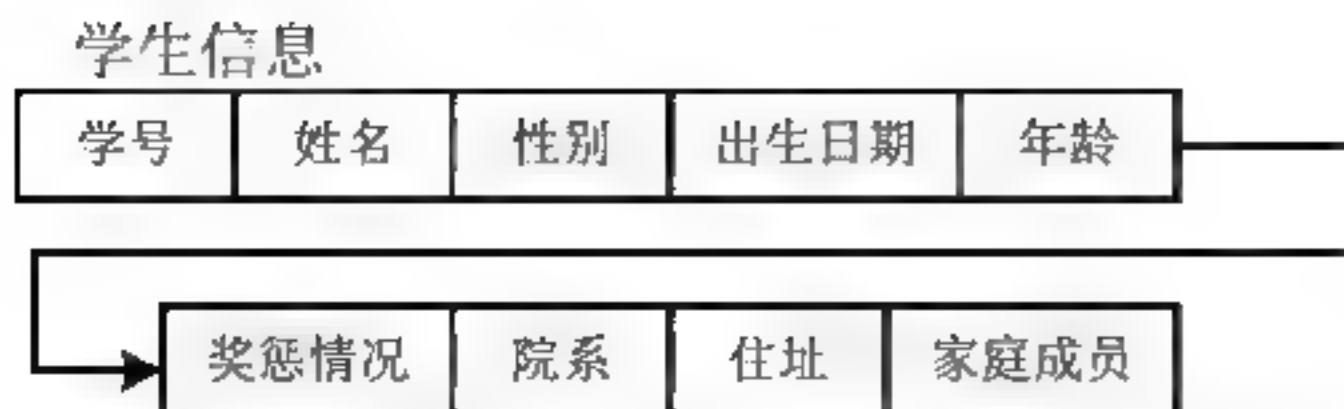 学生信息
学号 姓名 性别 出生日期 年龄
奖惩情况 院系 住址 家庭成员